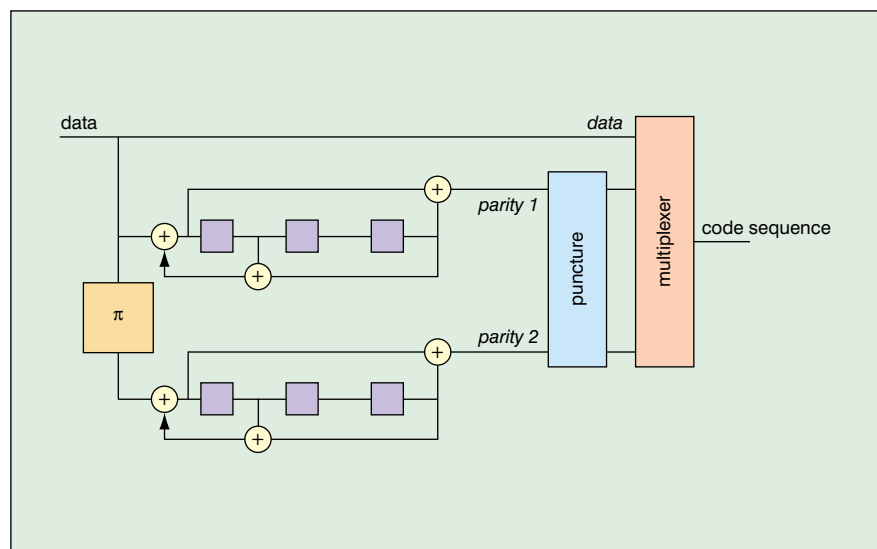 data
data
parity 1
code sequence
multiplexer
puncture
π
parity 2
+
+
+
+
+
+